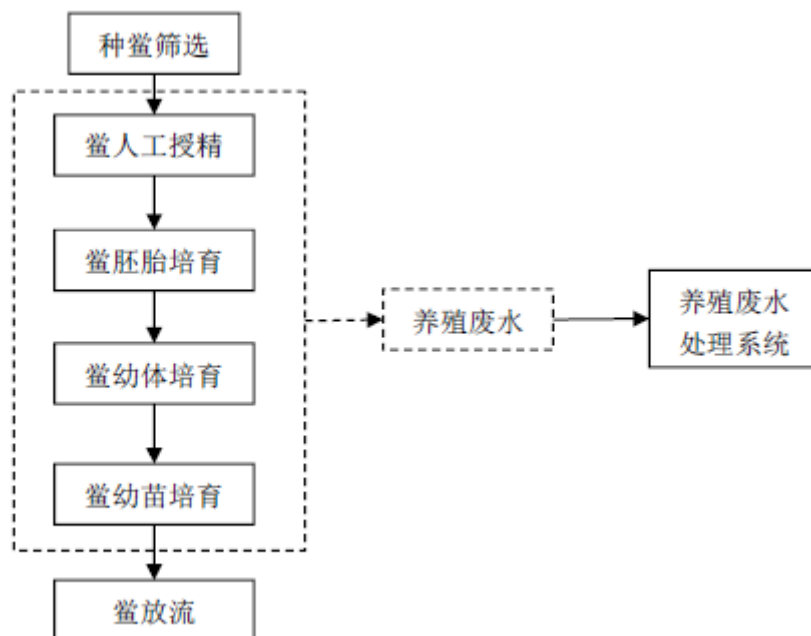 种鲎筛选
鲎人工授精
鲎胚胎培育
鲎幼体培育
鲎幼苗培育
鲎放流
养殖废水
养殖废水
处理系统